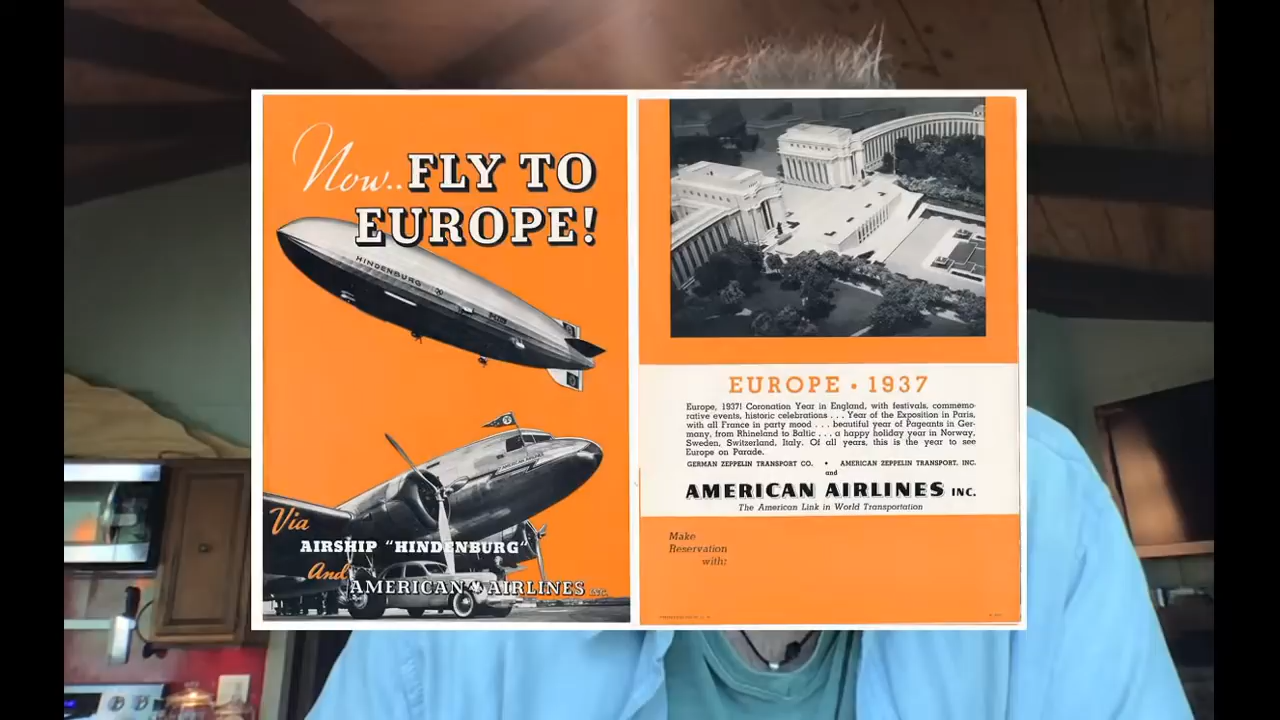 Now.. FLY TO
EUROPE!
HINDENBURG
AMERICAN AIRLINES
Via
AIRSHIP "HINDENBURG"
And
AMERICAN AIRLINES INC.
EUROPE • 1937
Europe, 1937! Coronation Year in England, with festivals, commemo-
rative events, historic celebrations . . . Year of the Exposition in Paris,
with all France in party mood . . . beautiful year of Pageants in Ger-
many, from Rhineland to Baltic . . . a happy holiday year in Norway,
Sweden, Switzerland, Italy. Of all years, this is the year to see
Europe on Parade.
GERMAN ZEPPELIN TRANSPORT CO. • AMERICAN ZEPPELIN TRANSPORT, INC.
and
AMERICAN AIRLINES INC.
The American Link in World Transportation
Make
Reservation
with: